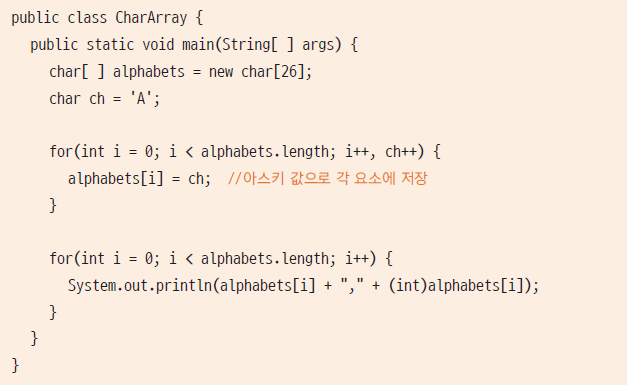 public class CharArray {
public static void main(String[ ] args) {
char[ ] alphabets = new char[26];
char ch = 'A';
for(int i = 0; i < alphabets.length; i++, ch++) {
alphabets[i] = ch;  //아스키 값으로 각 요소에 저장
}
for(int i = 0; i < alphabets.length; i++) {
System.out.println(alphabets[i] + "," + (int)alphabets[i]);
}
}
}